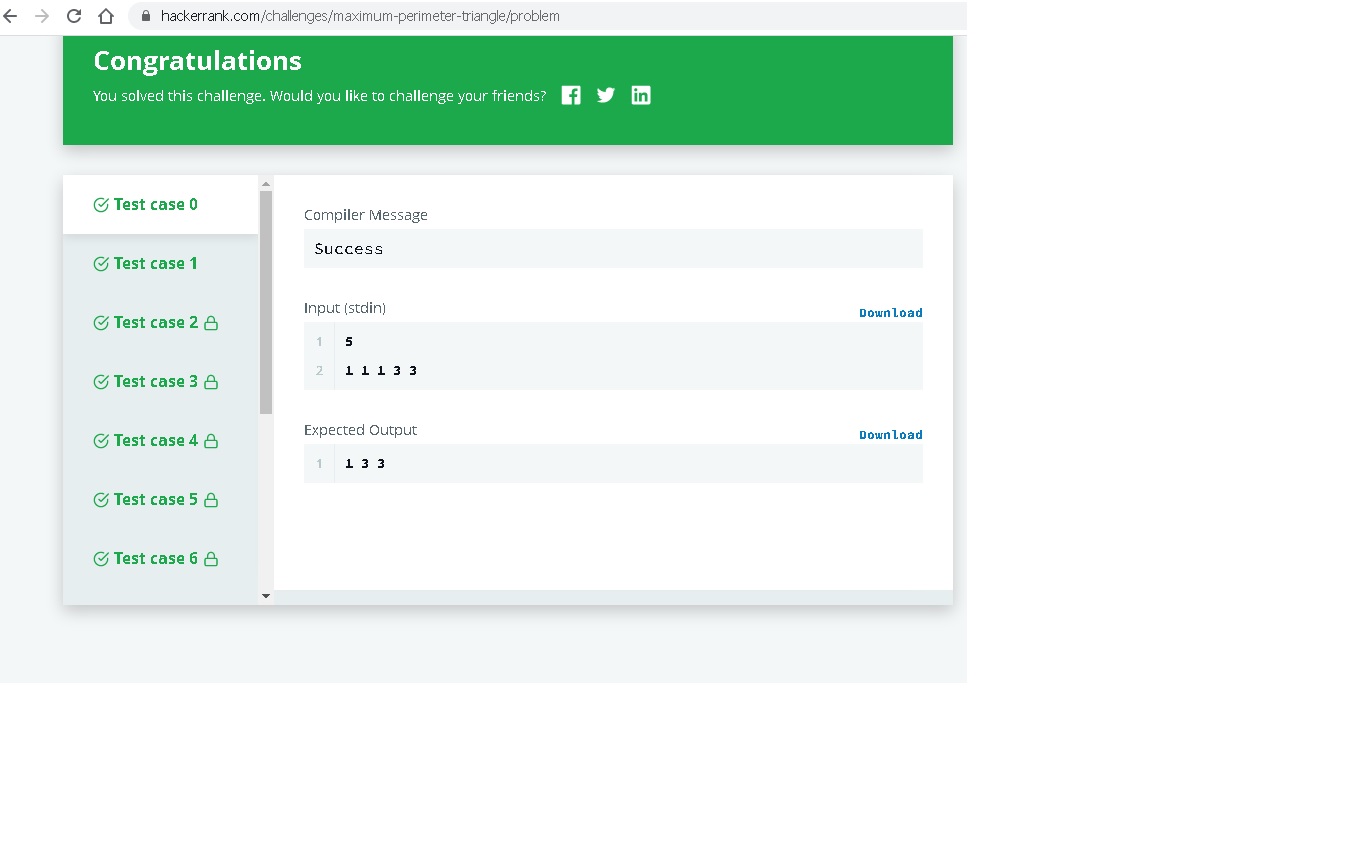 hackerrank.com/challenges/maximum-perimeter-triangle/problem
Congratulations
You solved this challenge. Would you like to challenge your friends?
Test case 0
Test case 1
Test case 2
Test case 3
Test case 4
Test case 5
Test case 6
Compiler Message
Success
Input (stdin)
Download
1 5
2 1 1 1 3 3
Expected Output
Download
1 1 3 3